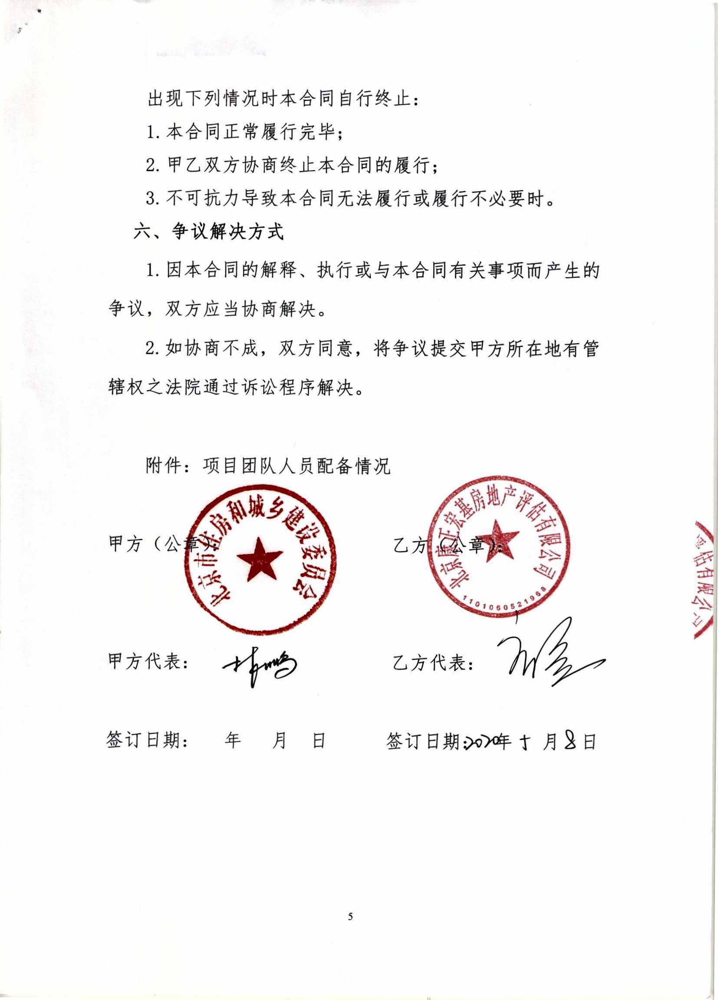 出现下列情况时本合同自行终止：
1. 本合同正常履行完毕；
2. 甲乙双方协商终止本合同的履行；
3. 不可抗力导致本合同无法履行或履行不必要时。
六、争议解决方式
1. 因本合同的解释、执行或与本合同有关事项而产生的
争议，双方应当协商解决。
2. 如协商不成，双方同意，将争议提交甲方所在地有管
辖权之法院通过诉讼程序解决。
附件：项目团队人员配备情况
北京市住房和城乡建设委员会
北京康正宏基房地产评估有限公司
1101060521968
甲方（公章）：
乙方（公章）：
评估有限公司
甲方代表：
乙方代表：
签订日期： 年 月 日
签订日期：2020年 月8日
5